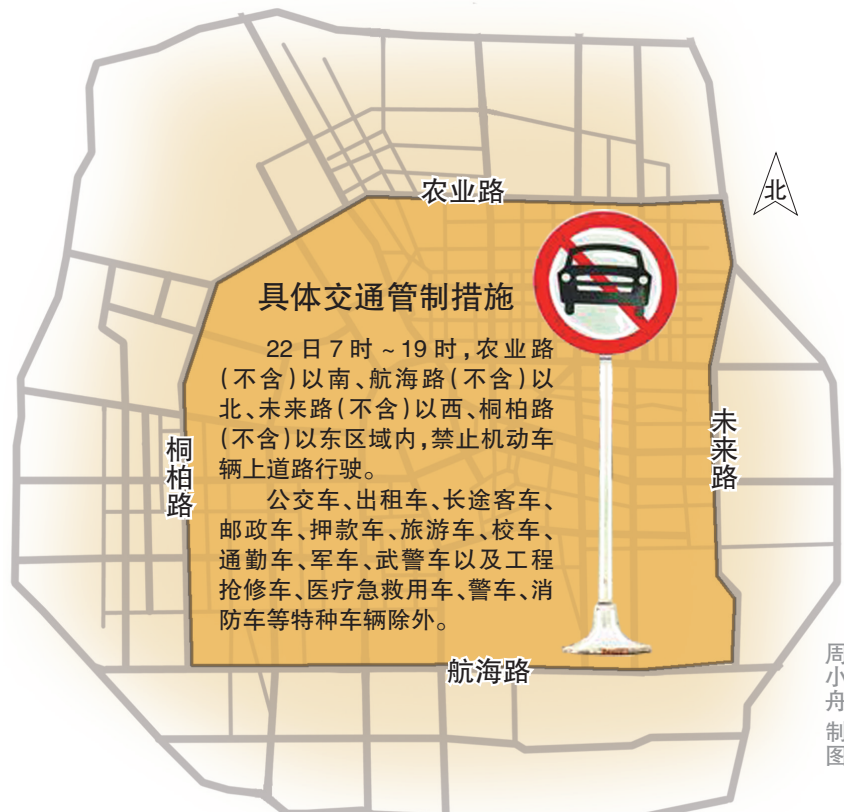 农业路
北
具体交通管制措施
22日7时~19时,农业路
(不含)以南、航海路(不含)以
北、未来路(不含)以西、桐柏路
(不含)以东区域内,禁止机动车
辆上道路行驶。
公交车、出租车、长途客车、
邮政车、押款车、旅游车、校车、
通勤车、军车、武警车以及工程
抢修车、医疗急救用车、警车、消
防车等特种车辆除外。
桐柏路
未来路
航海路
周小舟 制图